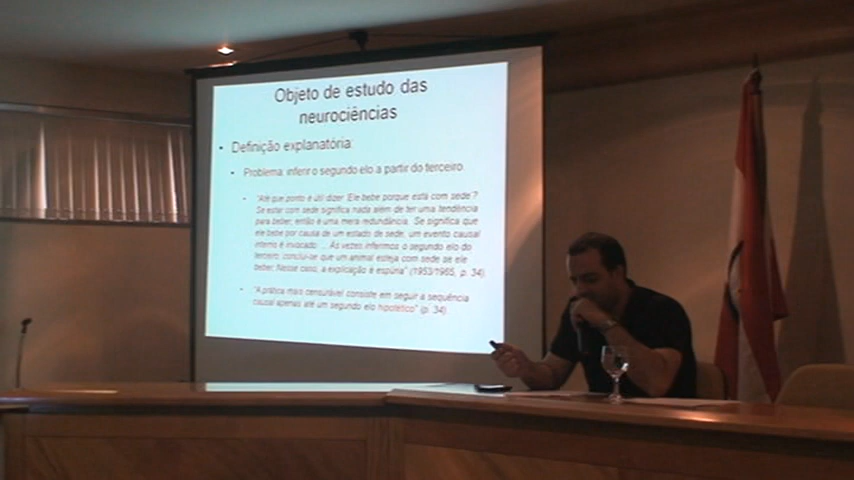 Objeto de estudo das
neurociências
• Definição explanatória:
• Problema: inferir o segundo elo a partir do terceiro
• "Até que ponto é útil dizer 'Ele bebe porque está com sede'?
Se estar com sede significa nada além de ter uma tendência
para beber, então é uma mera redundância. Se significa que
ele bebe por causa de um estado de sede, um evento causal
interno é invocado ... Às vezes inferimos o segundo elo do
terceiro: conclui-se que um animal esteja com sede se ele
beber. Nesse caso, a explicação é espúria" (1953/1965, p. 34).
• "A prática mais censurável consiste em seguir a sequência
causal apenas até um segundo elo hipotético" (p. 34)